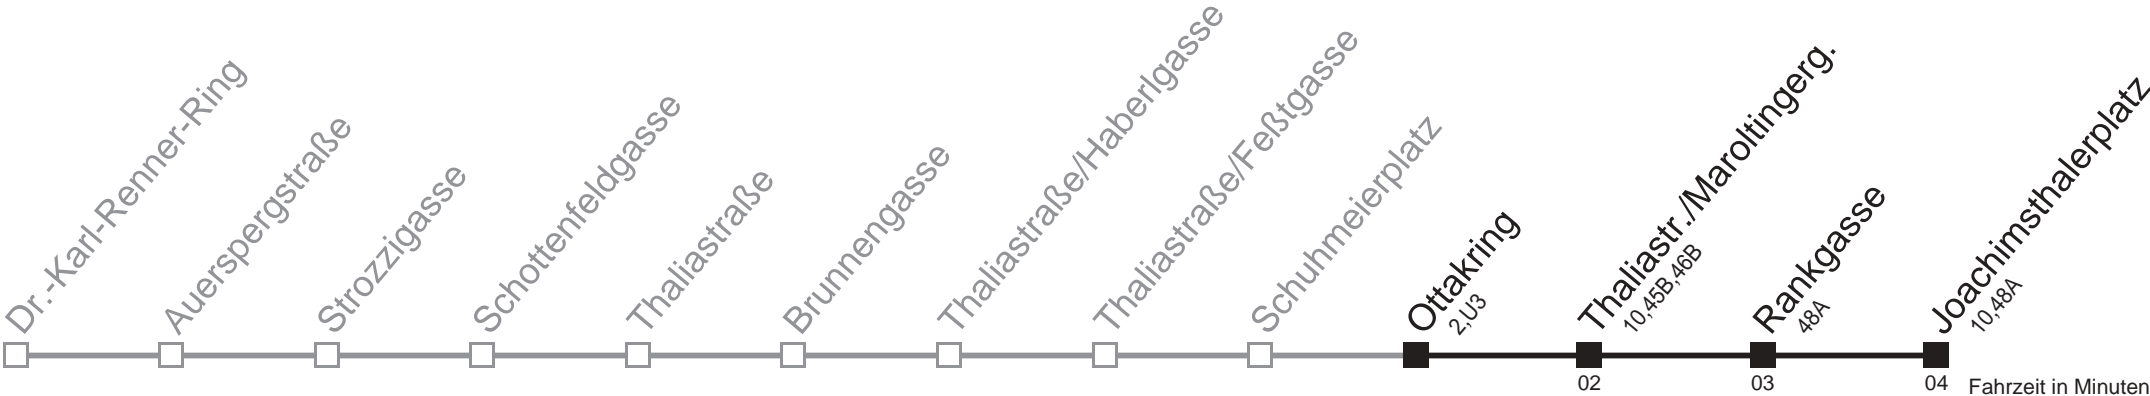 Dr.-Karl-Renner-Ring
Auerspergstraße
Strozzigasse
Schottenfeldgasse
Thaliastraße
Brunnengasse
Thaliastraße/Haberlgasse
Thaliastraße/Feßtgasse
Schuhmeierplatz
Ottakring
2,U3
Thaliastr./Maroltingerg.
10,45B,46B
Rankgasse
48A
Joachimsthalerplatz
10,48A
02
03
04
Fahrzeit in Minuten